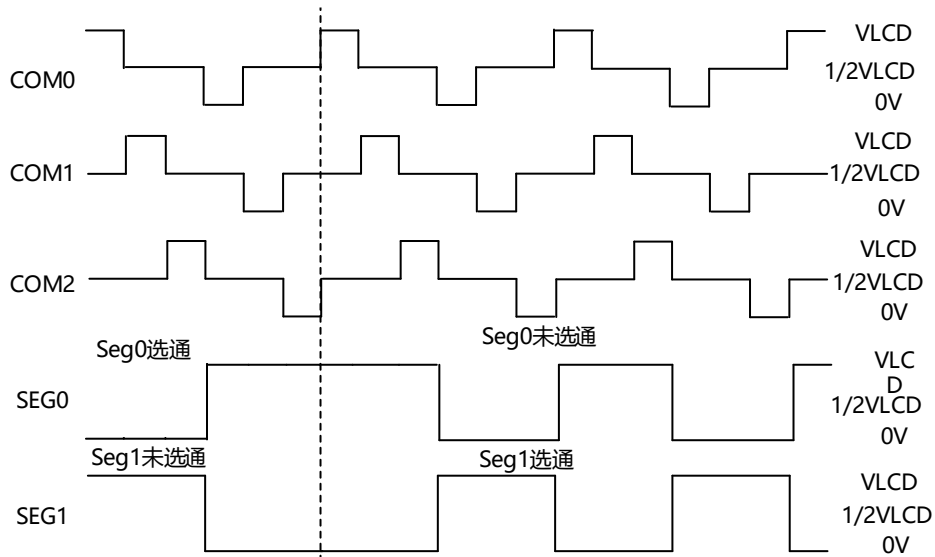 VLCD
COM0
1/2VLCD
0V
VLCD
COM1
1/2VLCD
0V
VLCD
COM2
1/2VLCD
0V
Seg0选通
Seg0未选通
VLC
D
SEG0
1/2VLCD
0V
Seg1未选通
Seg1选通
VLCD
SEG1
1/2VLCD
0V